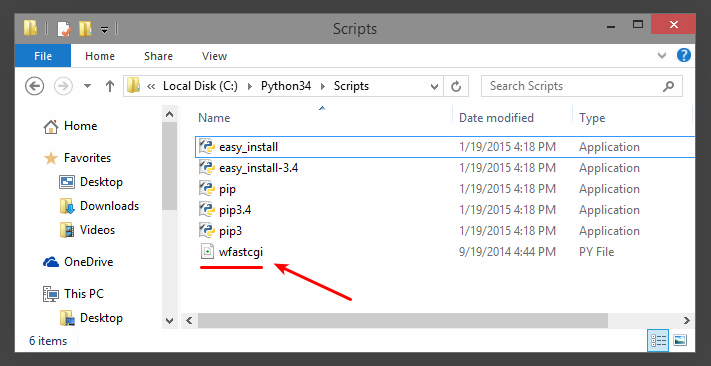 Scripts
File Home Share View
« Local Disk (C:) Python34 Scripts
Search Scripts
Home
Favorites
Desktop
Downloads
Videos
OneDrive
This PC
Desktop
Name Date modified Type
easy_install 1/19/2015 4:18 PM Application
easy_install-3.4 1/19/2015 4:18 PM Application
pip 1/19/2015 4:18 PM Application
pip3.4 1/19/2015 4:18 PM Application
pip3 1/19/2015 4:18 PM Application
wfastcgi 9/19/2014 4:44 PM PY File
6 items